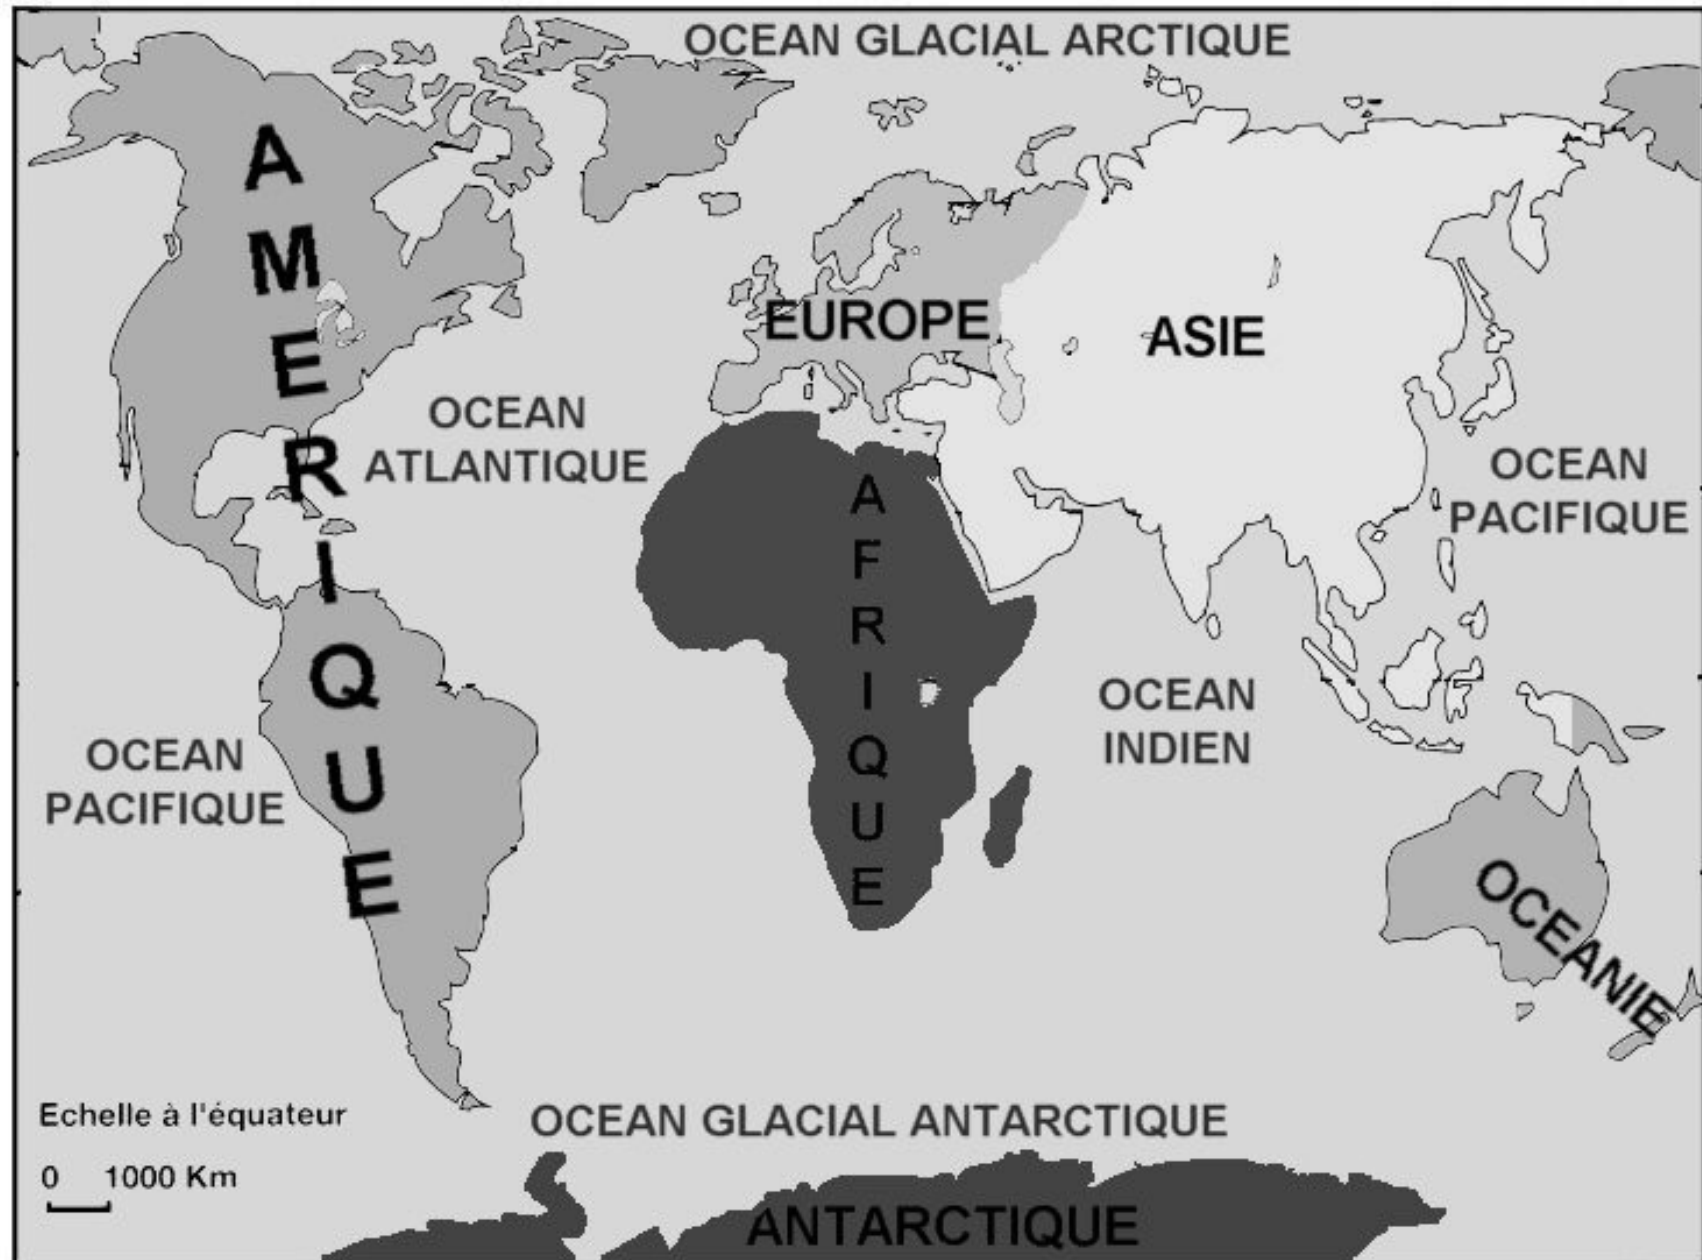 OCEAN GLACIAL ARCTIQUE
AMERIQUE
EUROPE
ASIE
OCEAN
ATLANTIQUE
AFRIQUE
OCEAN
PACIFIQUE
OCEAN
INDIEN
OCEAN
PACIFIQUE
OCEANIE
Echelle à l'équateur
0 1000 Km
OCEAN GLACIAL ANTARCTIQUE
ANTARCTIQUE